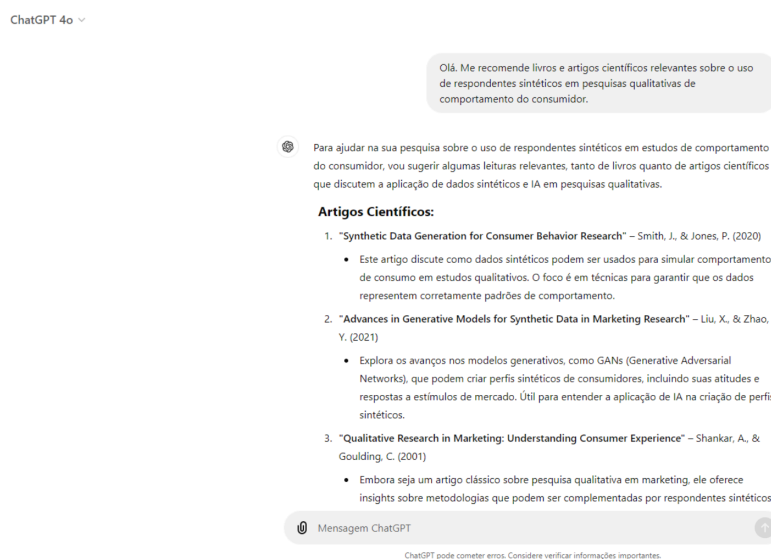 ChatGPT 4o
Olá. Me recomende livros e artigos científicos relevantes sobre o uso
de respondentes sintéticos em pesquisas qualitativas de
comportamento do consumidor.
Para ajudar na sua pesquisa sobre o uso de respondentes sintéticos em estudos de comportamento
do consumidor, vou sugerir algumas leituras relevantes, tanto de livros quanto de artigos científicos
que discutem a aplicação de dados sintéticos e IA em pesquisas qualitativas.
Artigos Científicos:
1. "Synthetic Data Generation for Consumer Behavior Research" – Smith, J., & Jones, P. (2020)
• Este artigo discute como dados sintéticos podem ser usados para simular comportamento
de consumo em estudos qualitativos. O foco é em técnicas para garantir que os dados
representem corretamente padrões de comportamento.
2. "Advances in Generative Models for Synthetic Data in Marketing Research" – Liu, X., & Zhao,
Y. (2021)
• Explora os avanços nos modelos generativos, como GANs (Generative Adversarial
Networks), que podem criar perfis sintéticos de consumidores, incluindo suas atitudes e
respostas a estímulos de mercado. Útil para entender a aplicação de IA na criação de perfis
sintéticos.
3. "Qualitative Research in Marketing: Understanding Consumer Experience" – Shankar, A., &
Goulding, C. (2001)
• Embora seja um artigo clássico sobre pesquisa qualitativa em marketing, ele oferece
insights sobre metodologias que podem ser complementadas por respondentes sintéticos
Mensagem ChatGPT
ChatGPT pode cometer erros. Considere verificar informações importantes.